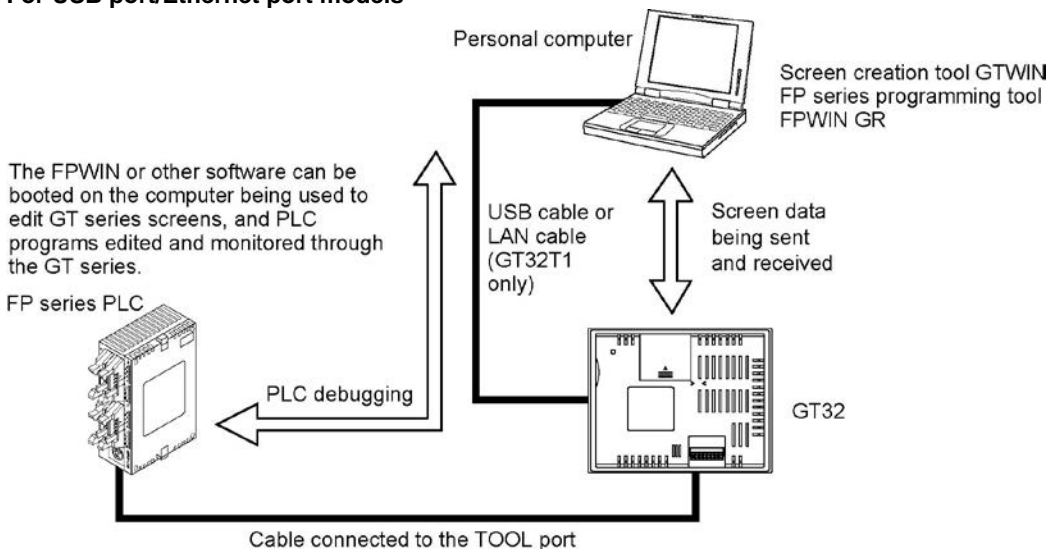 For USB port/Ethernet port models
Personal computer
Screen creation tool GTWIN
FP series programming tool
FPWIN GR
The FPWIN or other software can be
booted on the computer being used to
edit GT series screens, and PLC
programs edited and monitored through
the GT series.
USB cable or
LAN cable
(GT32T1
only)
Screen data
being sent
and received
FP series PLC
PLC debugging
GT32
Cable connected to the TOOL port